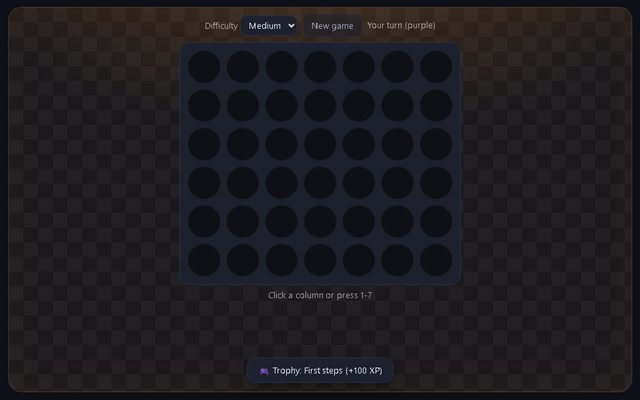 Difficulty Medium New game Your turn (purple)
Click a column or press 1-7
Trophy: First steps (+100 XP)